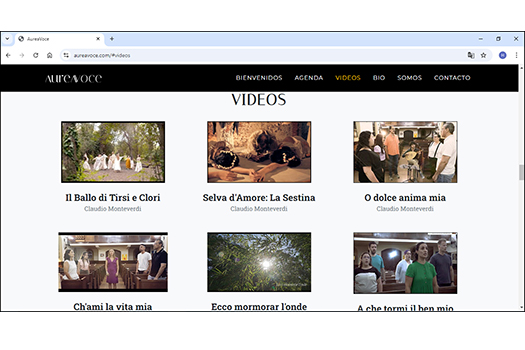 AureaVoce
aureavoce.com/#videos
AUREAVOCE
BIENVENIDOS AGENDA VIDEOS BIO SOMOS CONTACTO
VIDEOS
Il Ballo di Tirsi e Clori
Claudio Monteverdi
Selva d'Amore: La Sestina
Claudio Monteverdi
O dolce anima mia
Claudio Monteverdi
Ch'ami la vita mia
Ecco mormorar l'onde
A che tormi il ben mio